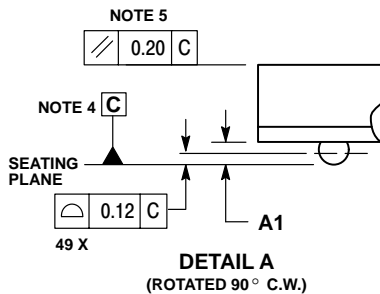 NOTE 5
⫽ 0.20 C
NOTE 4 C
SEATING
PLANE
⌓ 0.12 C
49 X
A1
DETAIL A
(ROTATED 90° C.W.)